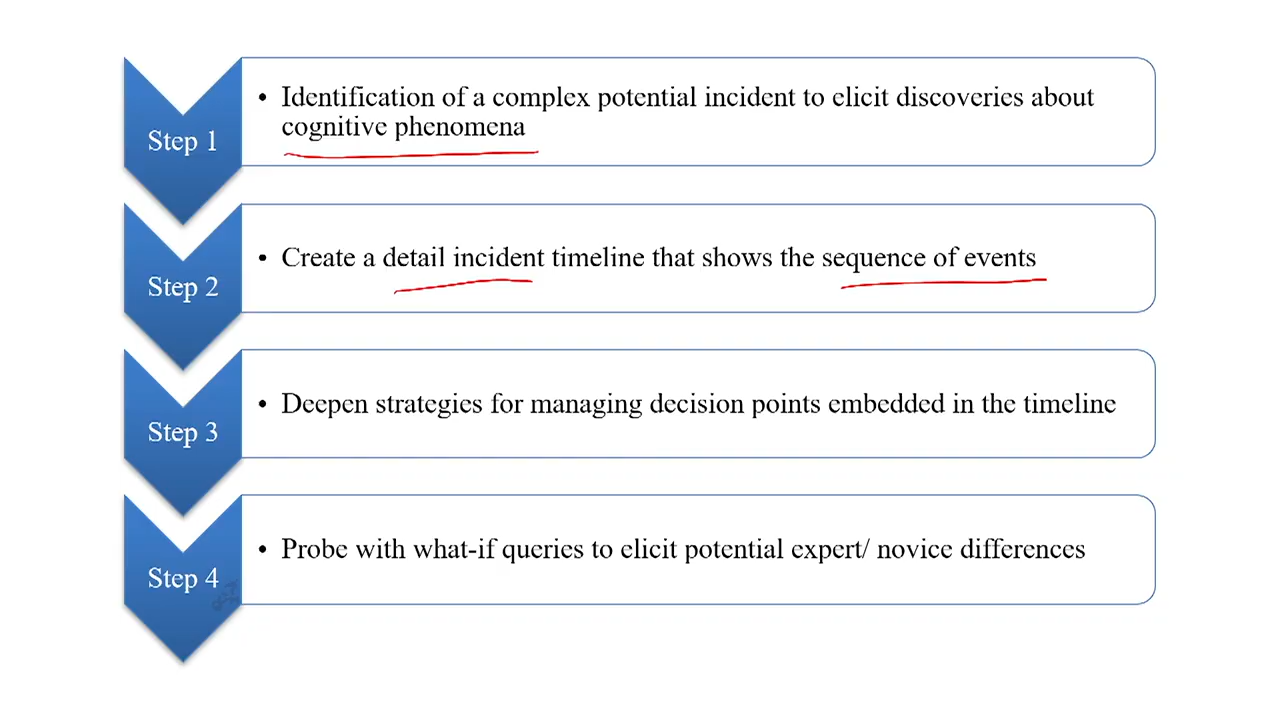 Step 1
• Identification of a complex potential incident to elicit discoveries about
cognitive phenomena
Step 2
• Create a detail incident timeline that shows the sequence of events
Step 3
• Deepen strategies for managing decision points embedded in the timeline
Step 4
• Probe with what-if queries to elicit potential expert/ novice differences